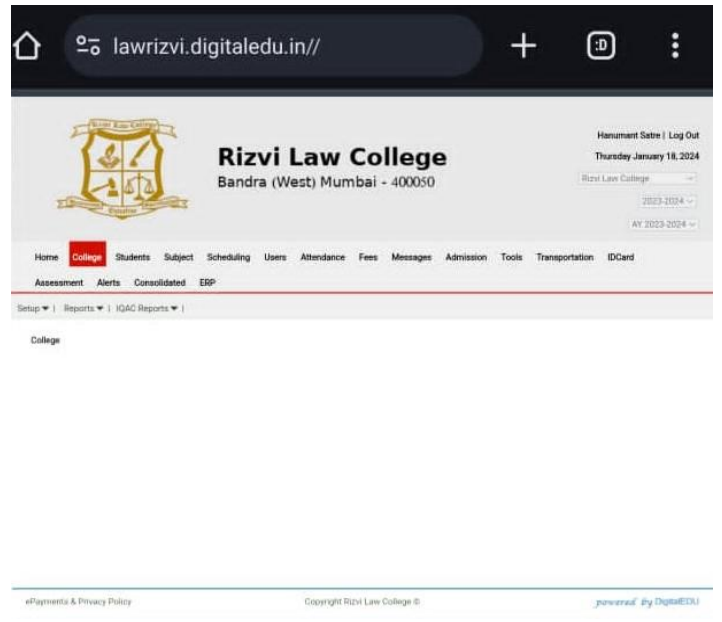 lawrizvi.digitaledu.in//
:D
Rizvi Law College
Hanumant Satre | Log Out
Thursday January 18, 2024
Rizvi Law College
2023-2024
AY 2023-2024
Rizvi Law College
Bandra (West) Mumbai - 400050
Home College Students Subject Scheduling Users Attendance Fees Messages Admission Tools Transportation IDCard
Assessment Alerts Consolidated ERP
Setup | Reports | IQAC Reports |
College
ePayments & Privacy Policy Copyright Rizvi Law College © powered by DigitalEDU